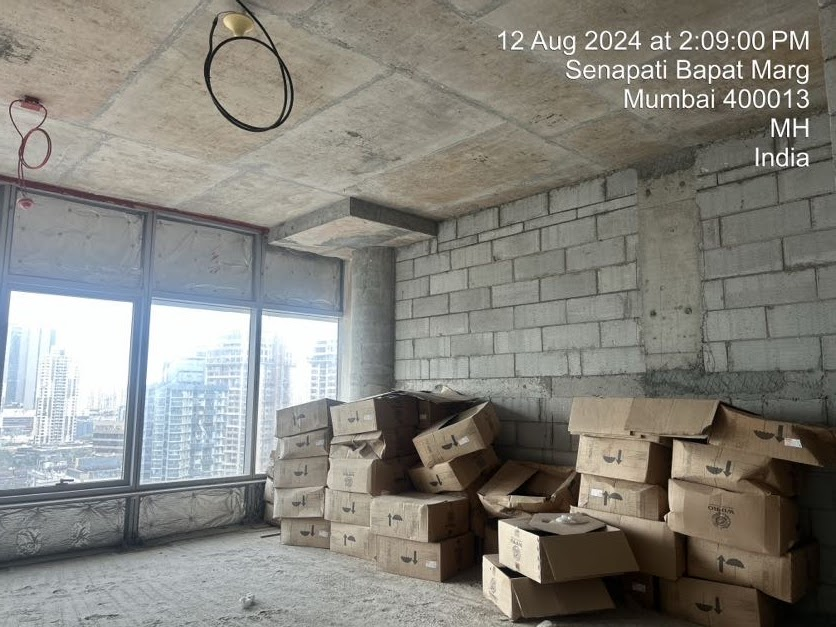 12 Aug 2024 at 2:09:00 PM
Senapati Bapat Marg
Mumbai 400013
MH
India